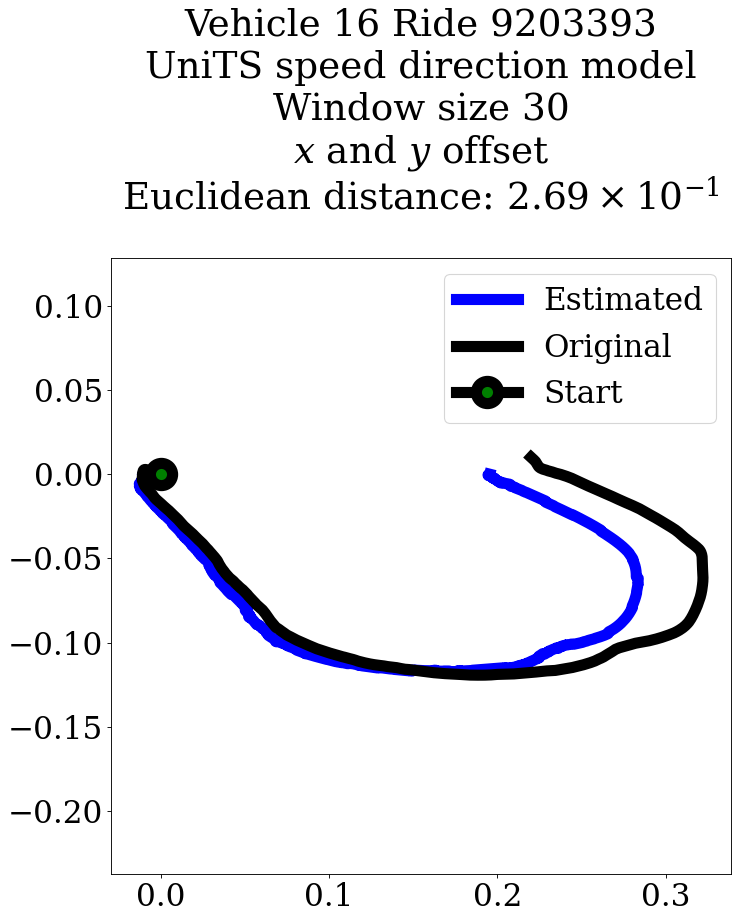 Vehicle 16 Ride 9203393
UniTS speed direction model
Window size 30
x and y offset
Euclidean distance: 2.69 × 10⁻¹
Estimated
Original
Start
0.10
0.05
0.00
−0.05
−0.10
−0.15
−0.20
0.0 0.1 0.2 0.3